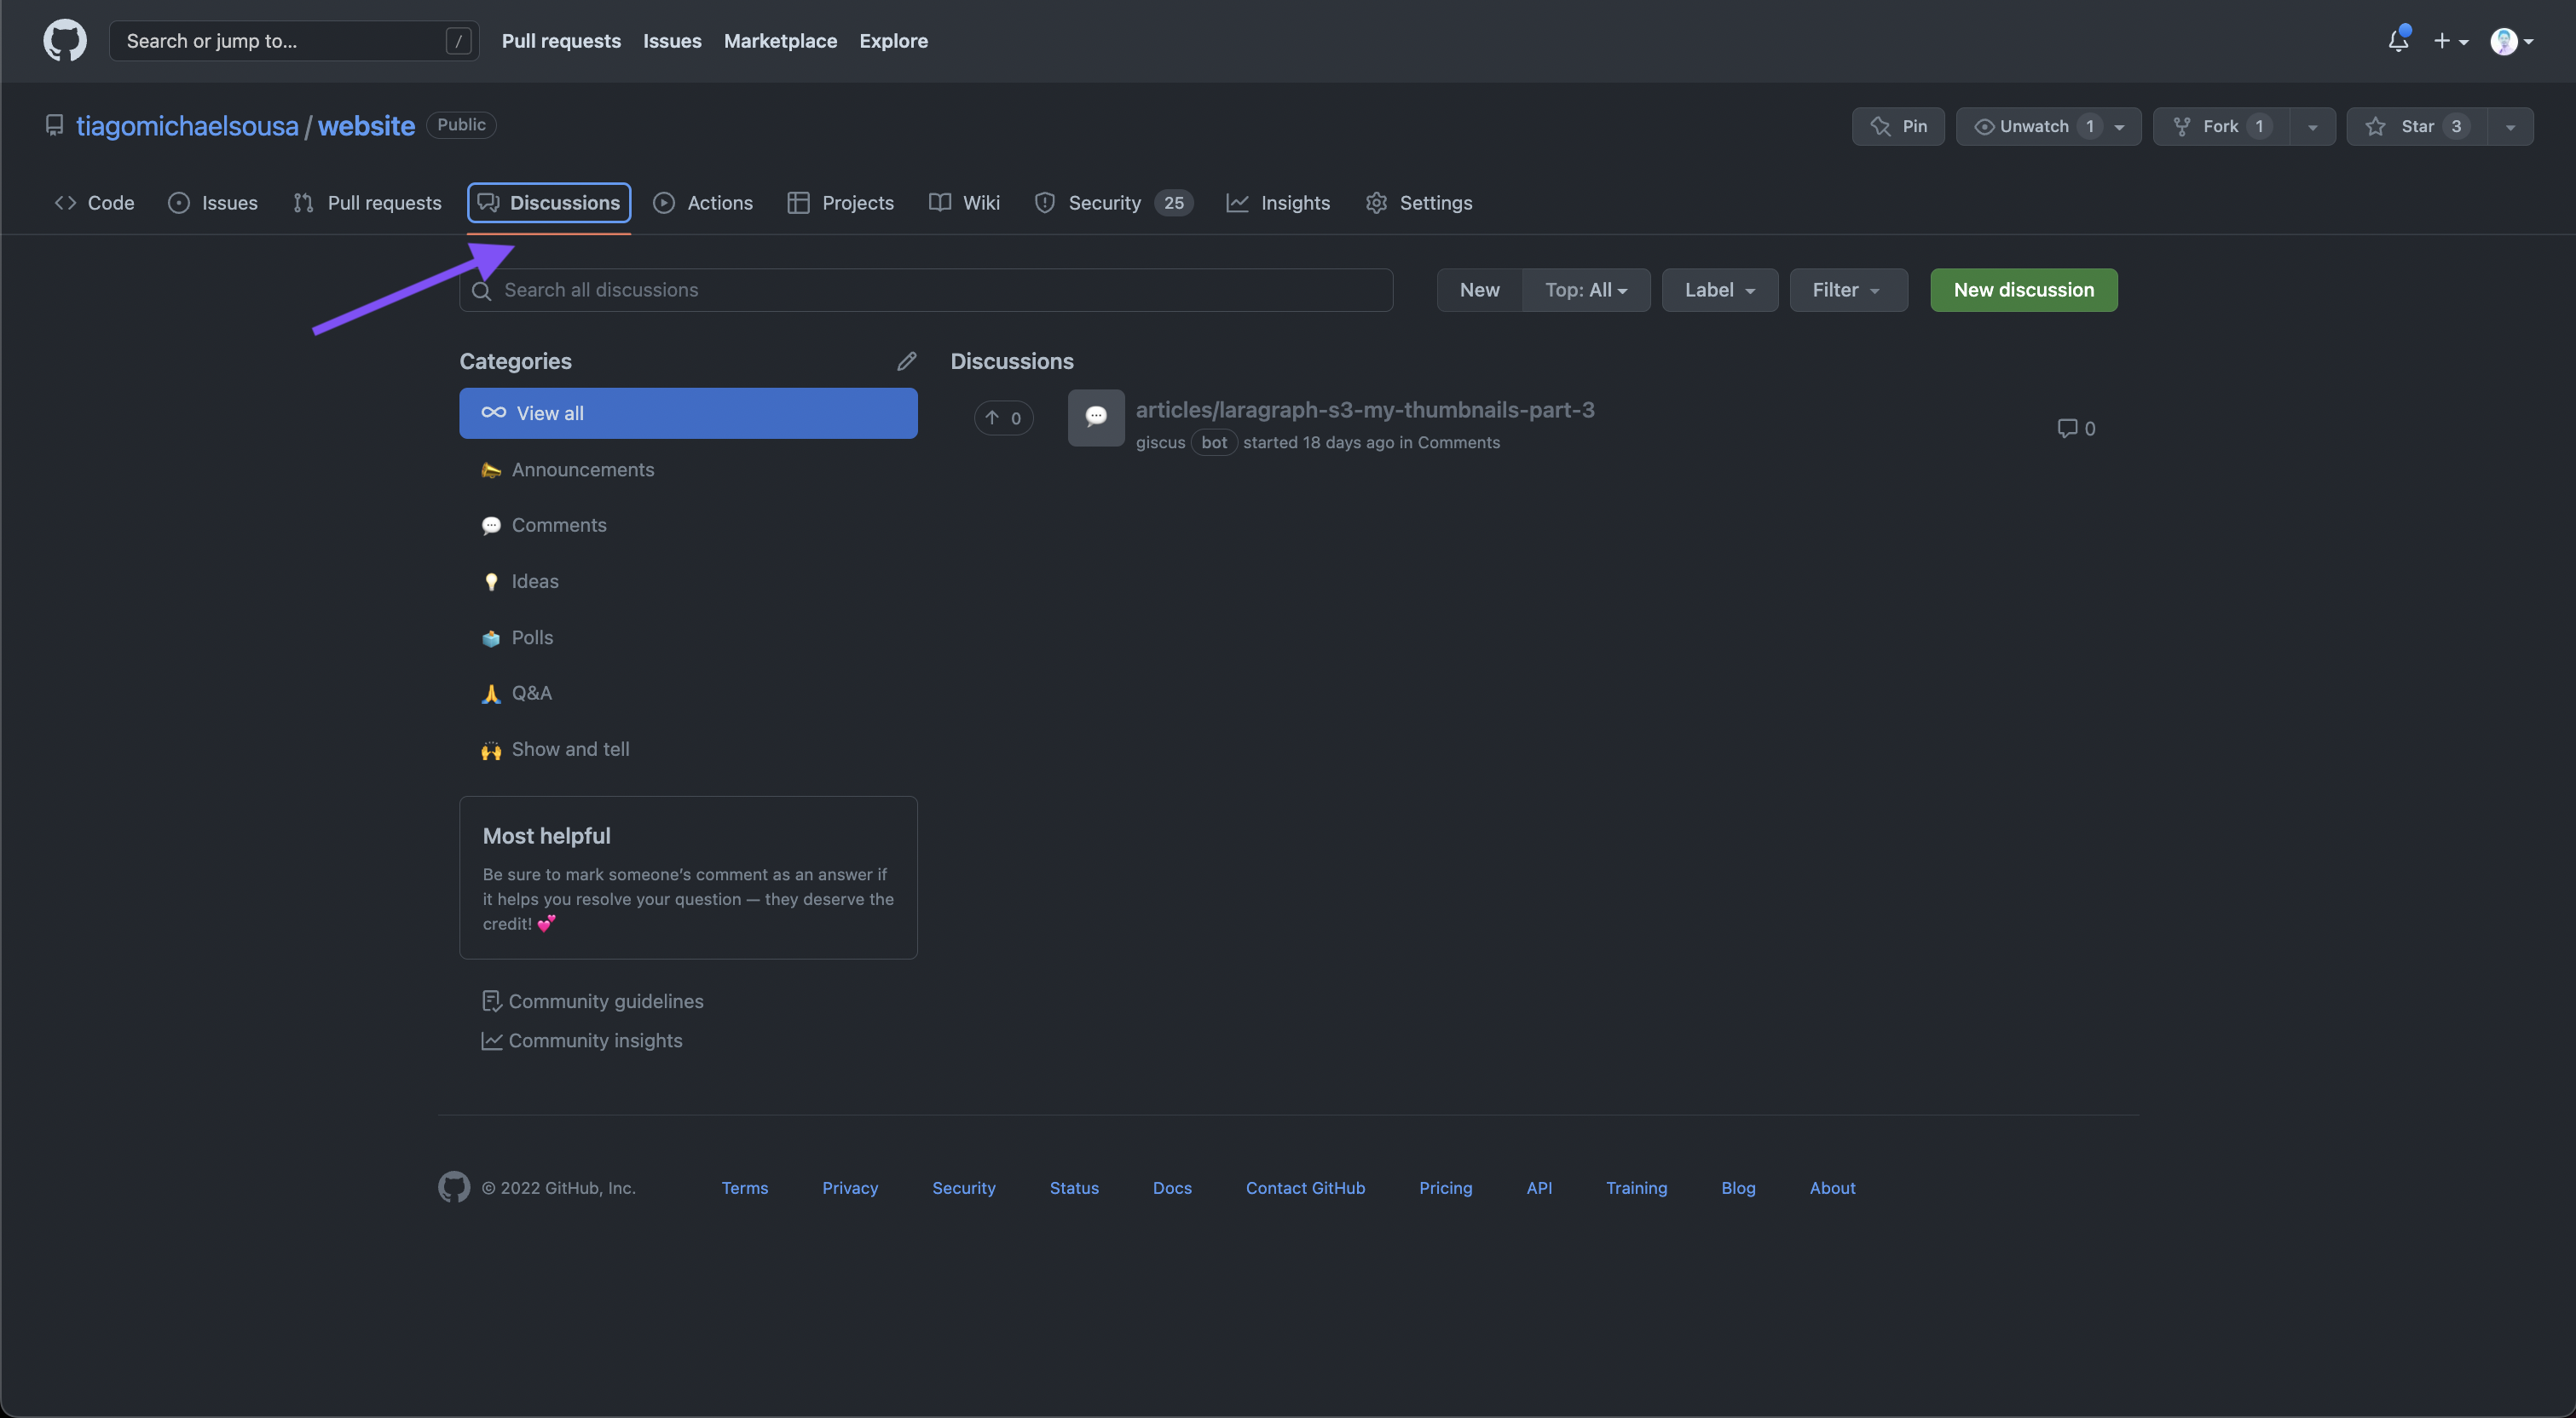 Search or jump to... /
Pull requests Issues Marketplace Explore
tiagomichaelsousa / website Public
Pin Unwatch 1 Fork 1 Star 3
Code Issues Pull requests Discussions Actions Projects Wiki Security 25 Insights Settings
Search all discussions
New Top: All Label Filter New discussion
Categories
View all
Announcements
Comments
Ideas
Polls
Q&A
Show and tell
Most helpful
Be sure to mark someone’s comment as an answer if
it helps you resolve your question — they deserve the
credit! 💕
Community guidelines
Community insights
Discussions
0
articles/laragraph-s3-my-thumbnails-part-3
giscus bot started 18 days ago in Comments
0
© 2022 GitHub, Inc. Terms Privacy Security Status Docs Contact GitHub Pricing API Training Blog About